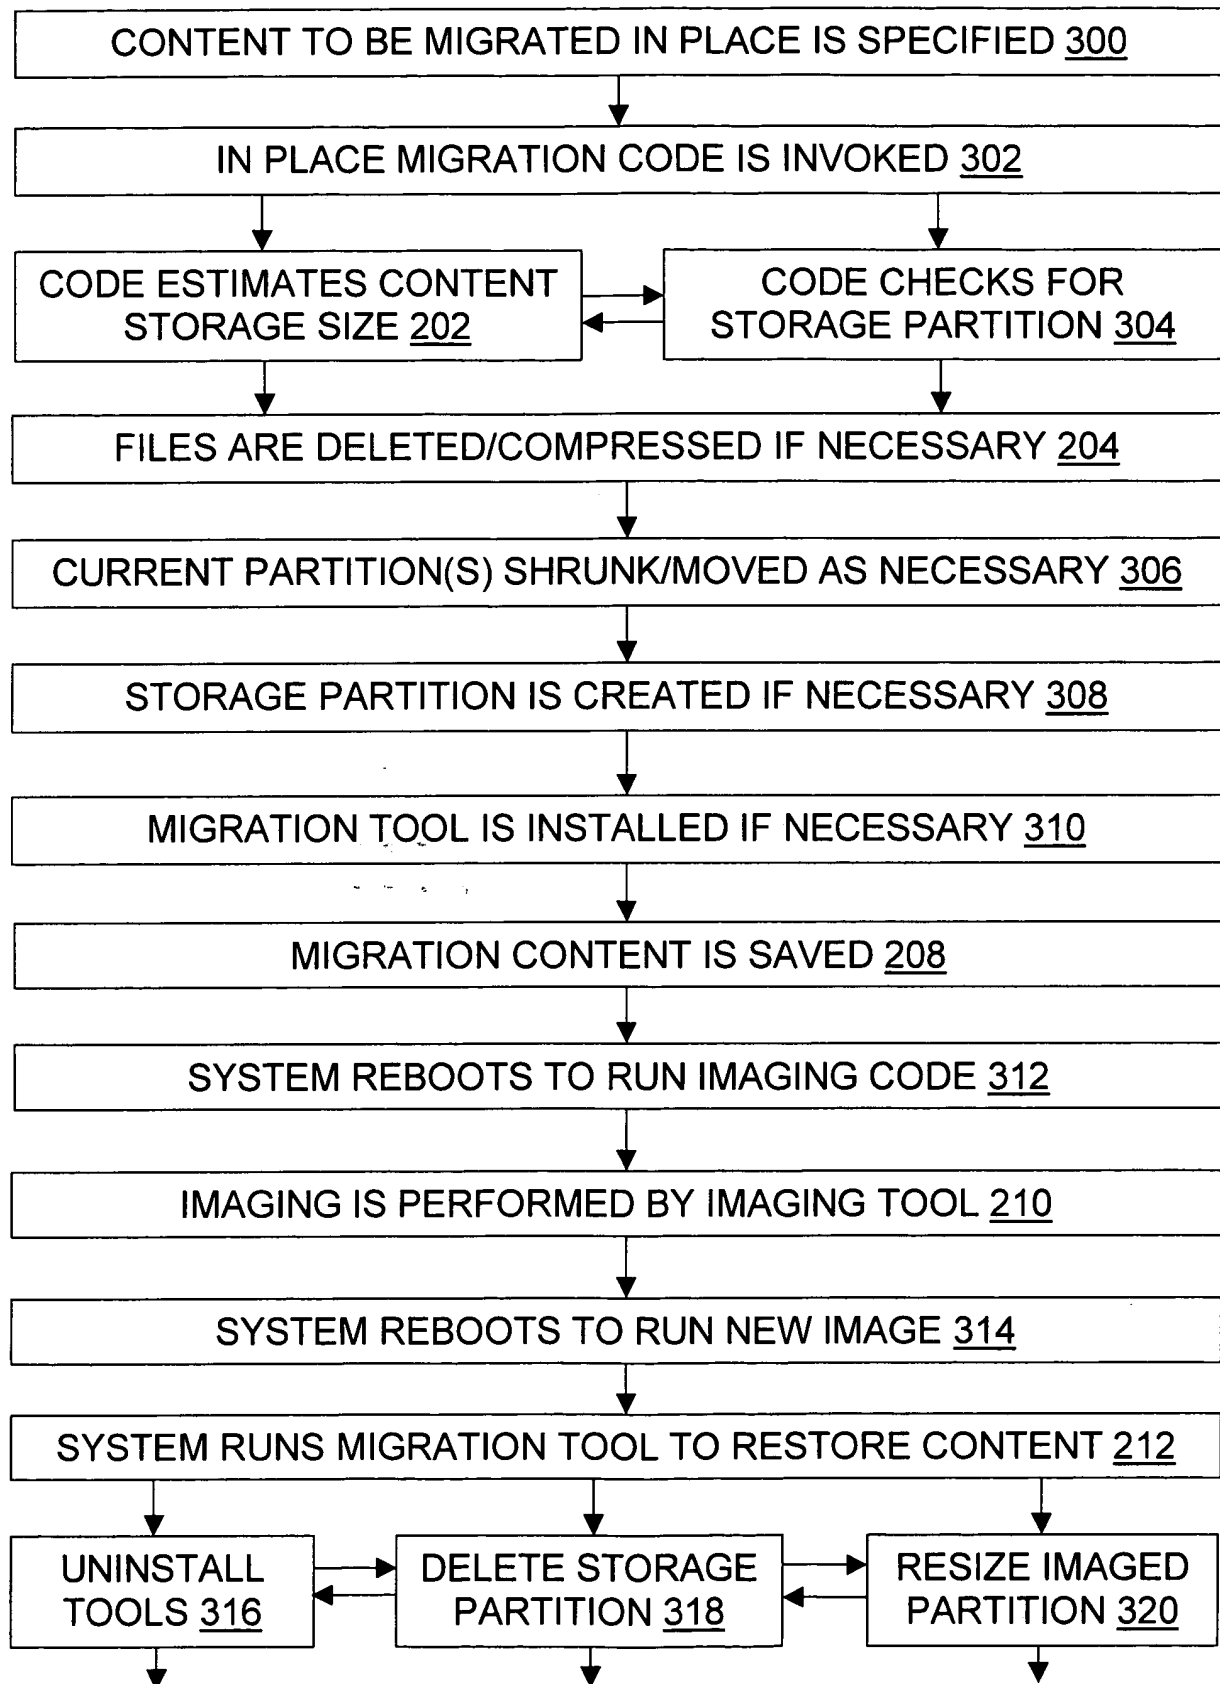 CONTENT TO BE MIGRATED IN PLACE IS SPECIFIED 300
IN PLACE MIGRATION CODE IS INVOKED 302
CODE ESTIMATES CONTENT
STORAGE SIZE 202
CODE CHECKS FOR
STORAGE PARTITION 304
FILES ARE DELETED/COMPRESSED IF NECESSARY 204
CURRENT PARTITION(S) SHRUNK/MOVED AS NECESSARY 306
STORAGE PARTITION IS CREATED IF NECESSARY 308
MIGRATION TOOL IS INSTALLED IF NECESSARY 310
MIGRATION CONTENT IS SAVED 208
SYSTEM REBOOTS TO RUN IMAGING CODE 312
IMAGING IS PERFORMED BY IMAGING TOOL 210
SYSTEM REBOOTS TO RUN NEW IMAGE 314
SYSTEM RUNS MIGRATION TOOL TO RESTORE CONTENT 212
UNINSTALL
TOOLS 316
DELETE STORAGE
PARTITION 318
RESIZE IMAGED
PARTITION 320